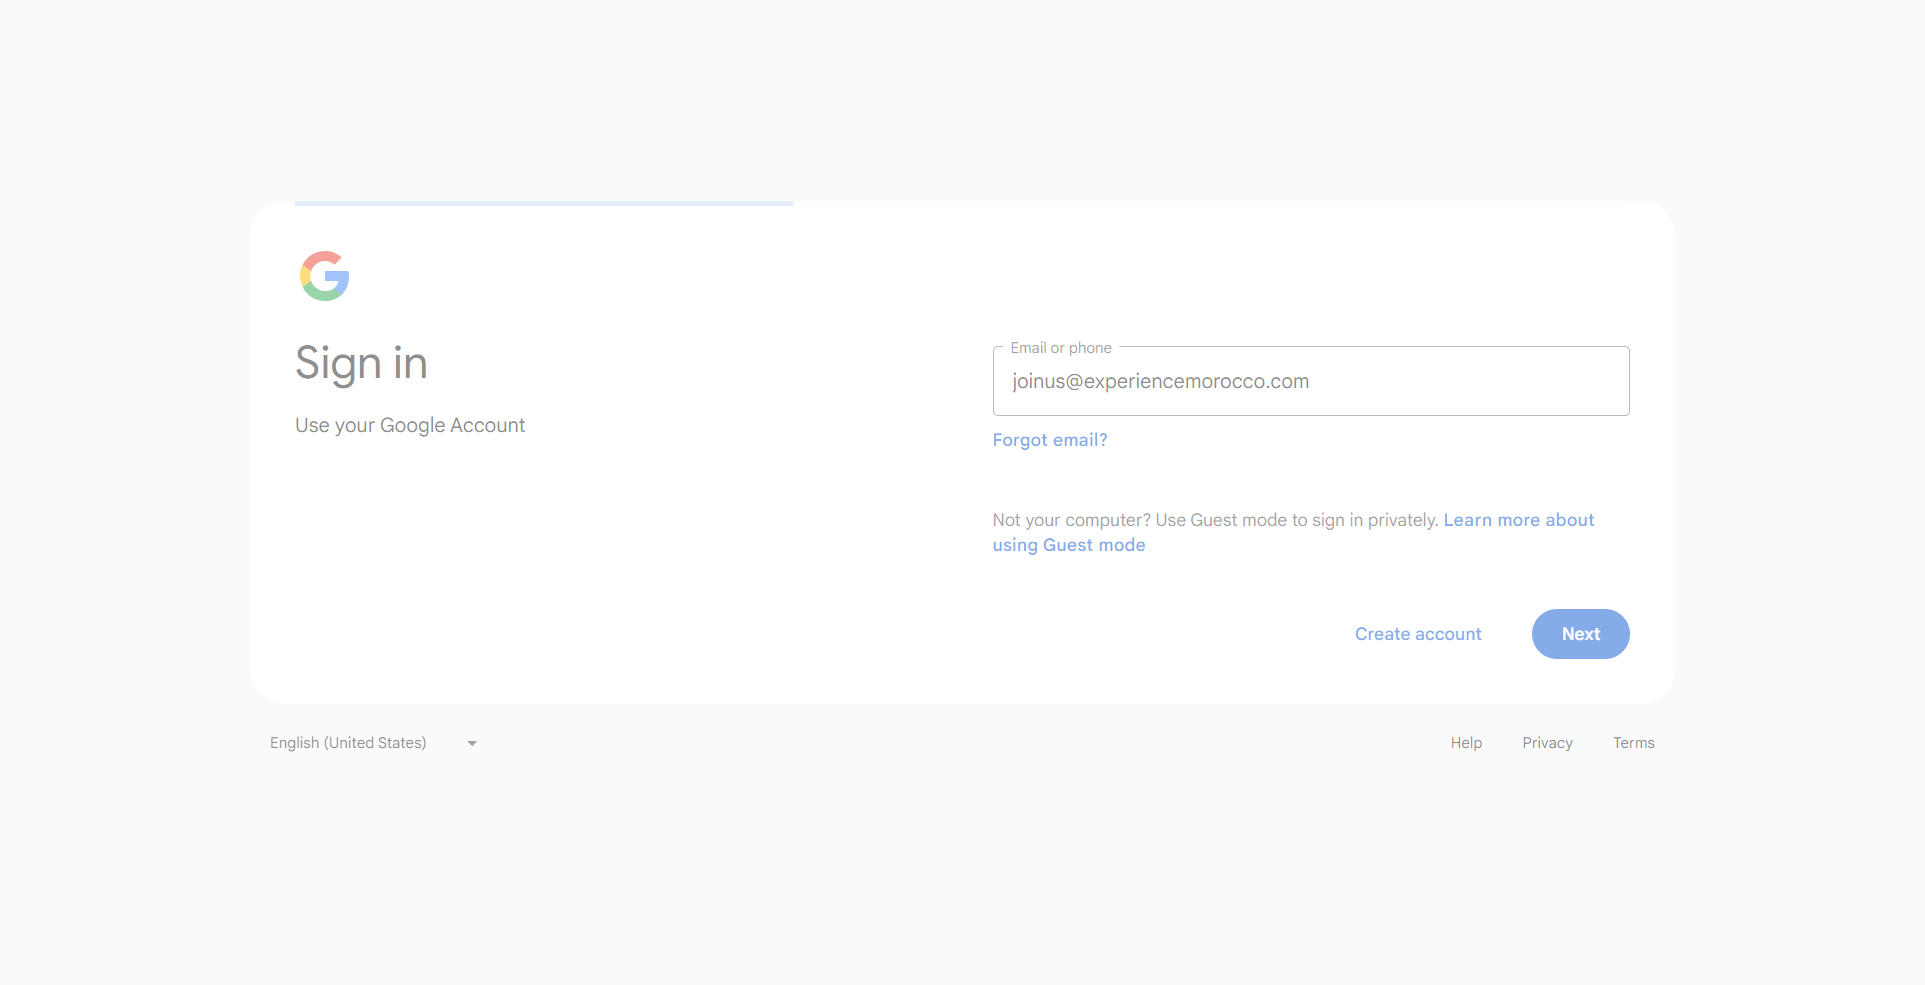 Sign in
Use your Google Account
Email or phone
joinus@experiencemorocco.com
Forgot email?
Not your computer? Use Guest mode to sign in privately. Learn more about
using Guest mode
Create account
Next
English (United States)
Help
Privacy
Terms